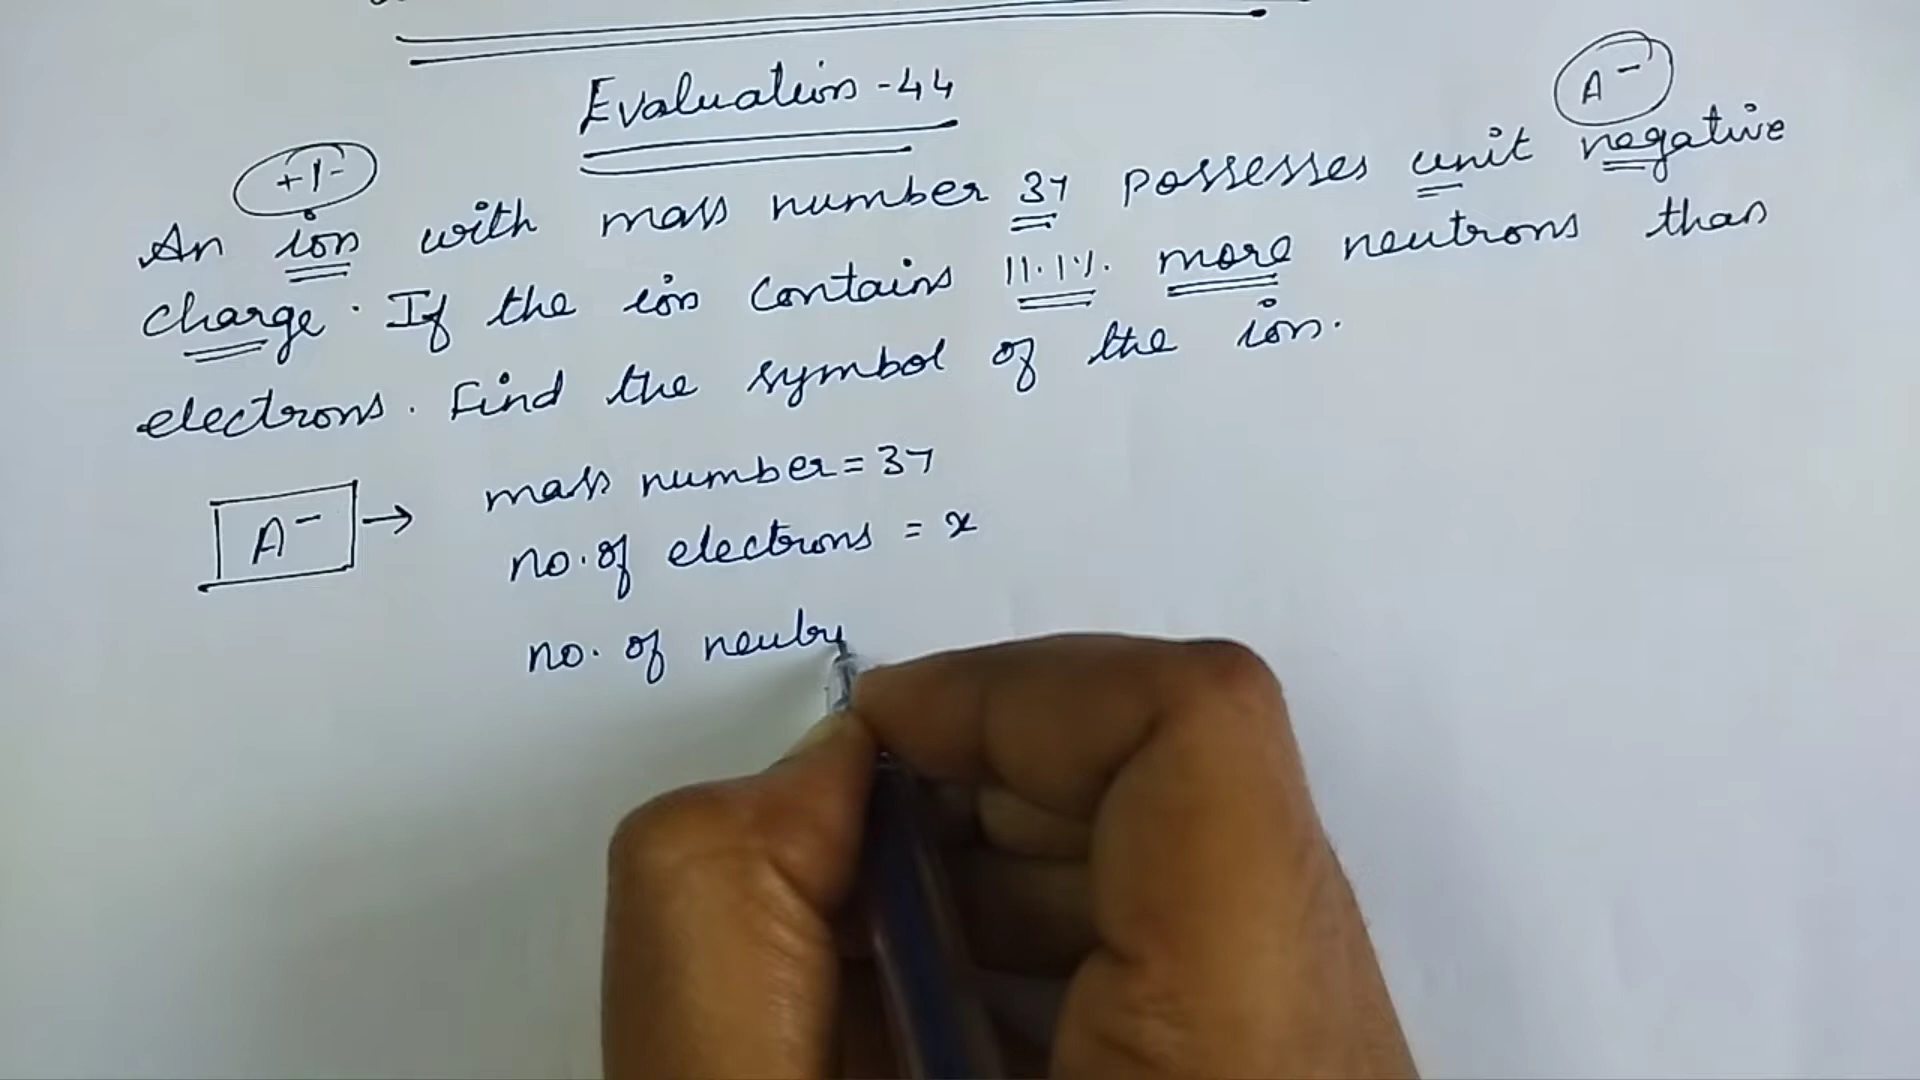 Evaluation - 44
A⁻
+/-
An ion with mass number 37 possesses unit negative
charge. If the ion contains 11.1% more neutrons than
electrons. Find the symbol of the ion.
A⁻ → mass number = 37
no. of electrons = x
no. of neutr